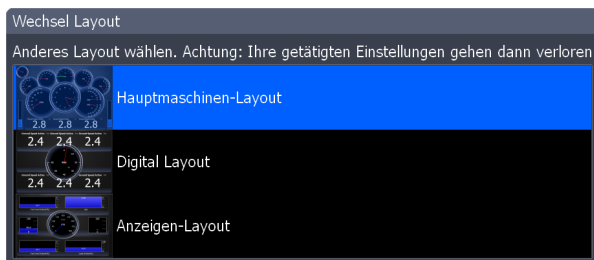 Wechsel Layout
Anderes Layout wählen. Achtung: Ihre getätigten Einstellungen gehen dann verloren
Hauptmaschinen-Layout
2.8 2.8 2.8
2.4 2.4 2.4
Digital Layout
2.4 2.4 2.4
Anzeigen-Layout